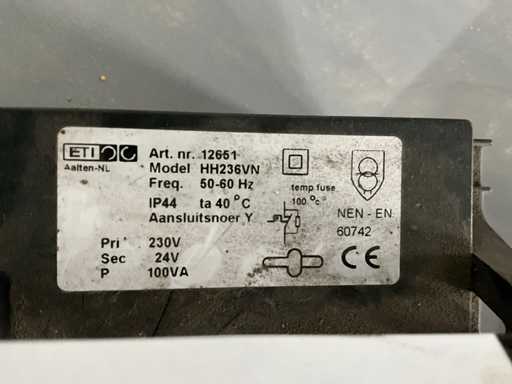 ETI
Aalten-NL
Art. nr. 12651
Model HH236VN
Freq. 50-60 Hz
IP44 ta 40°C
Aansluitsnoer Y
Pri 230V
Sec 24V
P 100VA
temp fuse
100 °C
NEN - EN
60742
CE